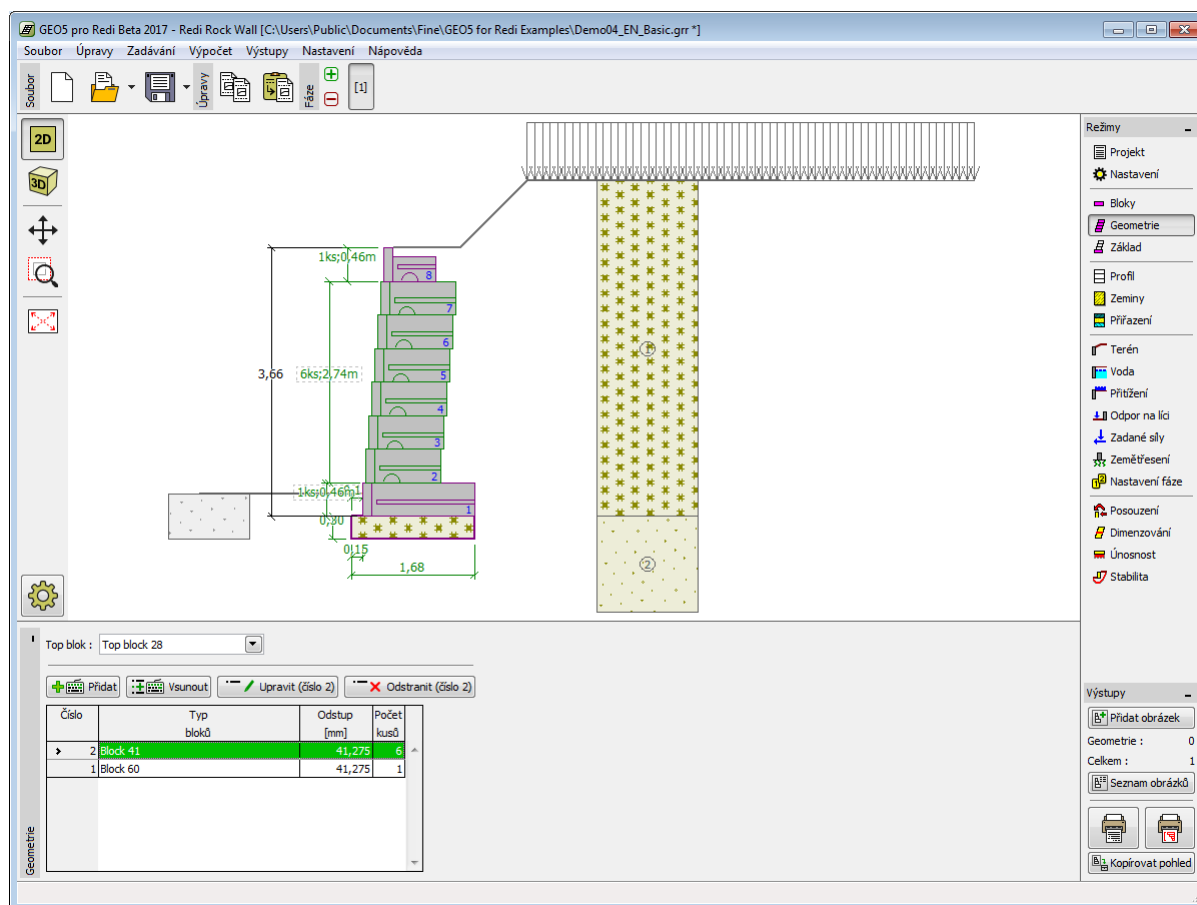 GEO5 pro Redi Beta 2017 - Redi Rock Wall [C:\Users\Public\Documents\Fine\GEO5 for Redi Examples\Demo04_EN_Basic.grr *]
Soubor Úpravy Zadávání Výpočet Výstupy Nastavení Nápověda
Soubor
Úpravy
Fáze
[1]
2D
3D
1ks;0,46m
3,66
6ks;2,74m
1ks;0,46m
0,30
0,15
1,68
8
7
6
5
4
3
2
1
1
2
Režimy
Projekt
Nastavení
Bloky
Geometrie
Základ
Profil
Zeminy
Přiřazení
Terén
Voda
Přitížení
Odpor na líci
Zadané síly
Zemětřesení
Nastavení fáze
Posouzení
Dimenzování
Únosnost
Stabilita
Geometrie
Top blok : Top block 28
Přidat Vsunout Upravit (číslo 2) Odstranit (číslo 2)
Číslo Typ bloků Odstup [mm] Počet kusů
2 Block 41 41,275 6
1 Block 60 41,275 1
Výstupy
Přidat obrázek
Geometrie : 0
Celkem : 1
Seznam obrázků
Kopírovat pohled